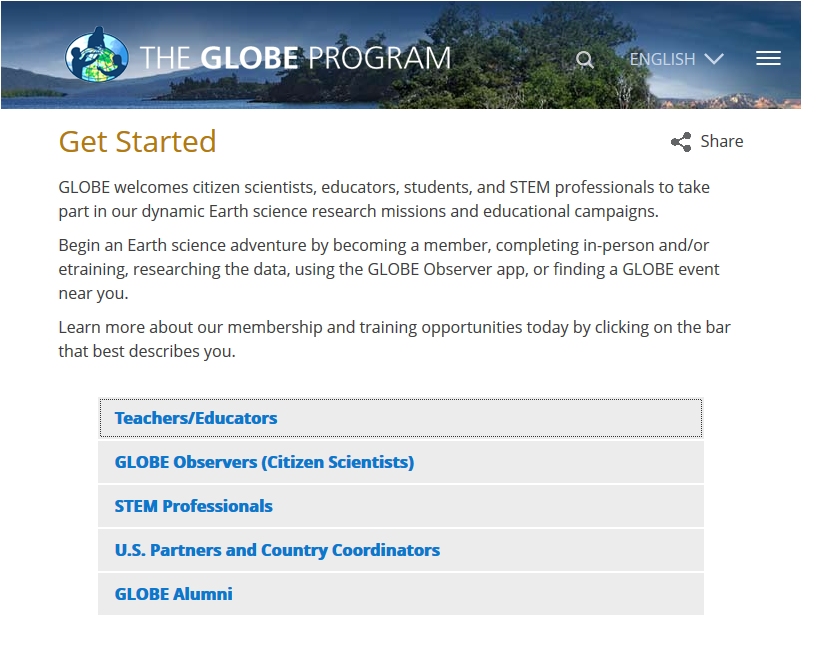 THE GLOBE PROGRAM
ENGLISH
Get Started
Share
GLOBE welcomes citizen scientists, educators, students, and STEM professionals to take
part in our dynamic Earth science research missions and educational campaigns.
Begin an Earth science adventure by becoming a member, completing in-person and/or
etraining, researching the data, using the GLOBE Observer app, or finding a GLOBE event
near you.
Learn more about our membership and training opportunities today by clicking on the bar
that best describes you.
Teachers/Educators
GLOBE Observers (Citizen Scientists)
STEM Professionals
U.S. Partners and Country Coordinators
GLOBE Alumni